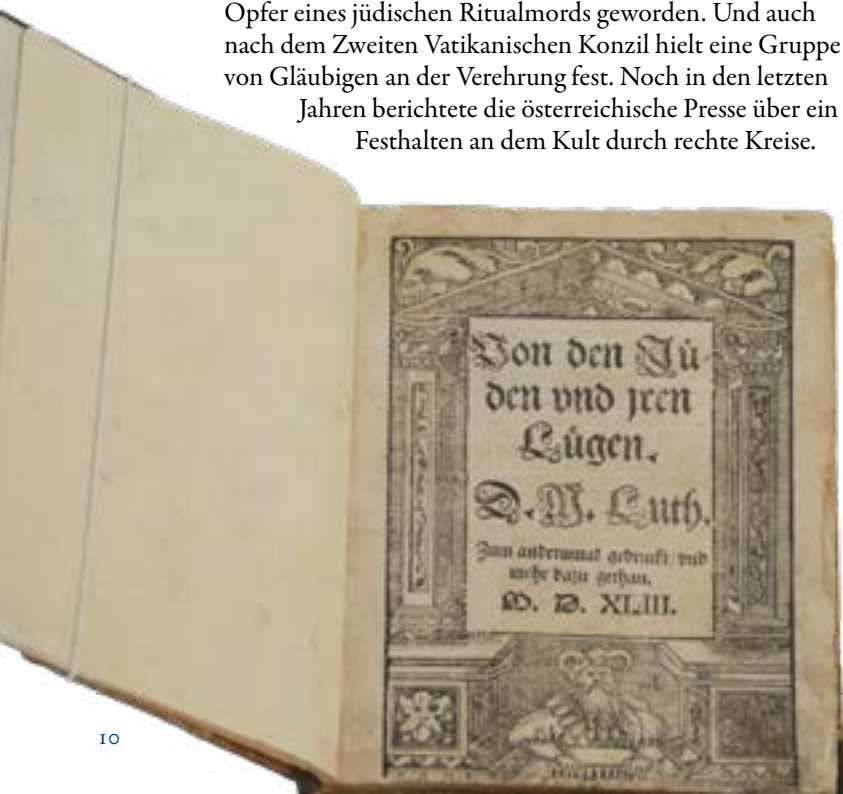 Opfer eines jüdischen Ritualmords geworden. Und auch
nach dem Zweiten Vatikanischen Konzil hielt eine Gruppe
von Gläubigen an der Verehrung fest. Noch in den letzten
Jahren berichtete die österreichische Presse über ein
Festhalten an dem Kult durch rechte Kreise.
Von den Jü-
den vnd jren
Lügen.
D. M. Luth.
Zum andernmal gedruckt vnd
mehr dazu gethan.
M. D. XLIII.
10